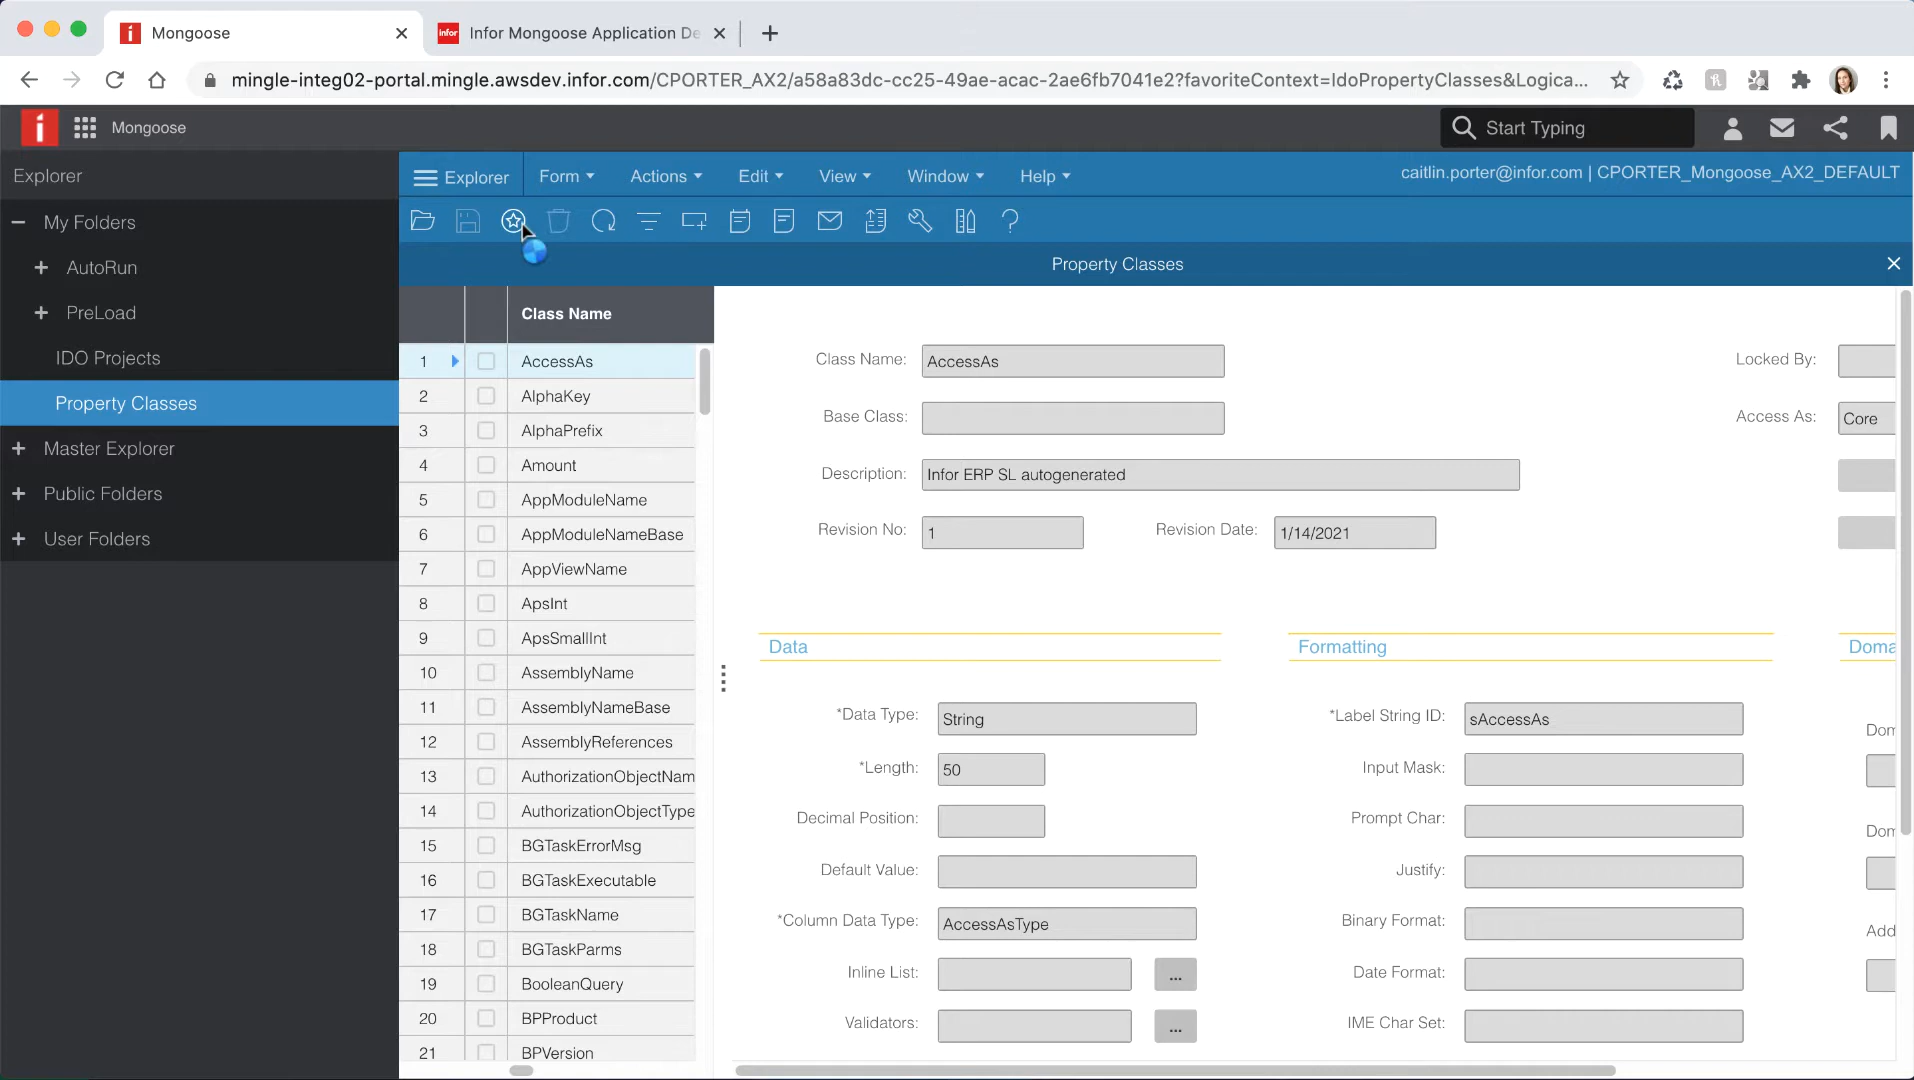 Mongoose
infor
Infor Mongoose Application De
mingle-integ02-portal.mingle.awsdev.infor.com/CPORTER_AX2/a58a83dc-cc25-49ae-acac-2ae6fb7041e2?favoriteContext=IdoPropertyClasses&Logica...
Mongoose
Start Typing
Explorer
My Folders
AutoRun
PreLoad
IDO Projects
Property Classes
Master Explorer
Public Folders
User Folders
Explorer
Form
Actions
Edit
View
Window
Help
caitlin.porter@infor.com | CPORTER_Mongoose_AX2_DEFAULT
Property Classes
Class Name
1 AccessAs
2 AlphaKey
3 AlphaPrefix
4 Amount
5 AppModuleName
6 AppModuleNameBase
7 AppViewName
8 ApsInt
9 ApsSmallInt
10 AssemblyName
11 AssemblyNameBase
12 AssemblyReferences
13 AuthorizationObjectNam
14 AuthorizationObjectType
15 BGTaskErrorMsg
16 BGTaskExecutable
17 BGTaskName
18 BGTaskParms
19 BooleanQuery
20 BPProduct
21 BPVersion
Class Name: AccessAs
Locked By:
Base Class:
Access As: Core
Description: Infor ERP SL autogenerated
Revision No: 1
Revision Date: 1/14/2021
Data
*Data Type: String
*Length: 50
Decimal Position:
Default Value:
*Column Data Type: AccessAsType
Inline List: ...
Validators: ...
Formatting
*Label String ID: sAccessAs
Input Mask:
Prompt Char:
Justify:
Binary Format:
Date Format:
IME Char Set:
Doma
Dom
Dom
Add